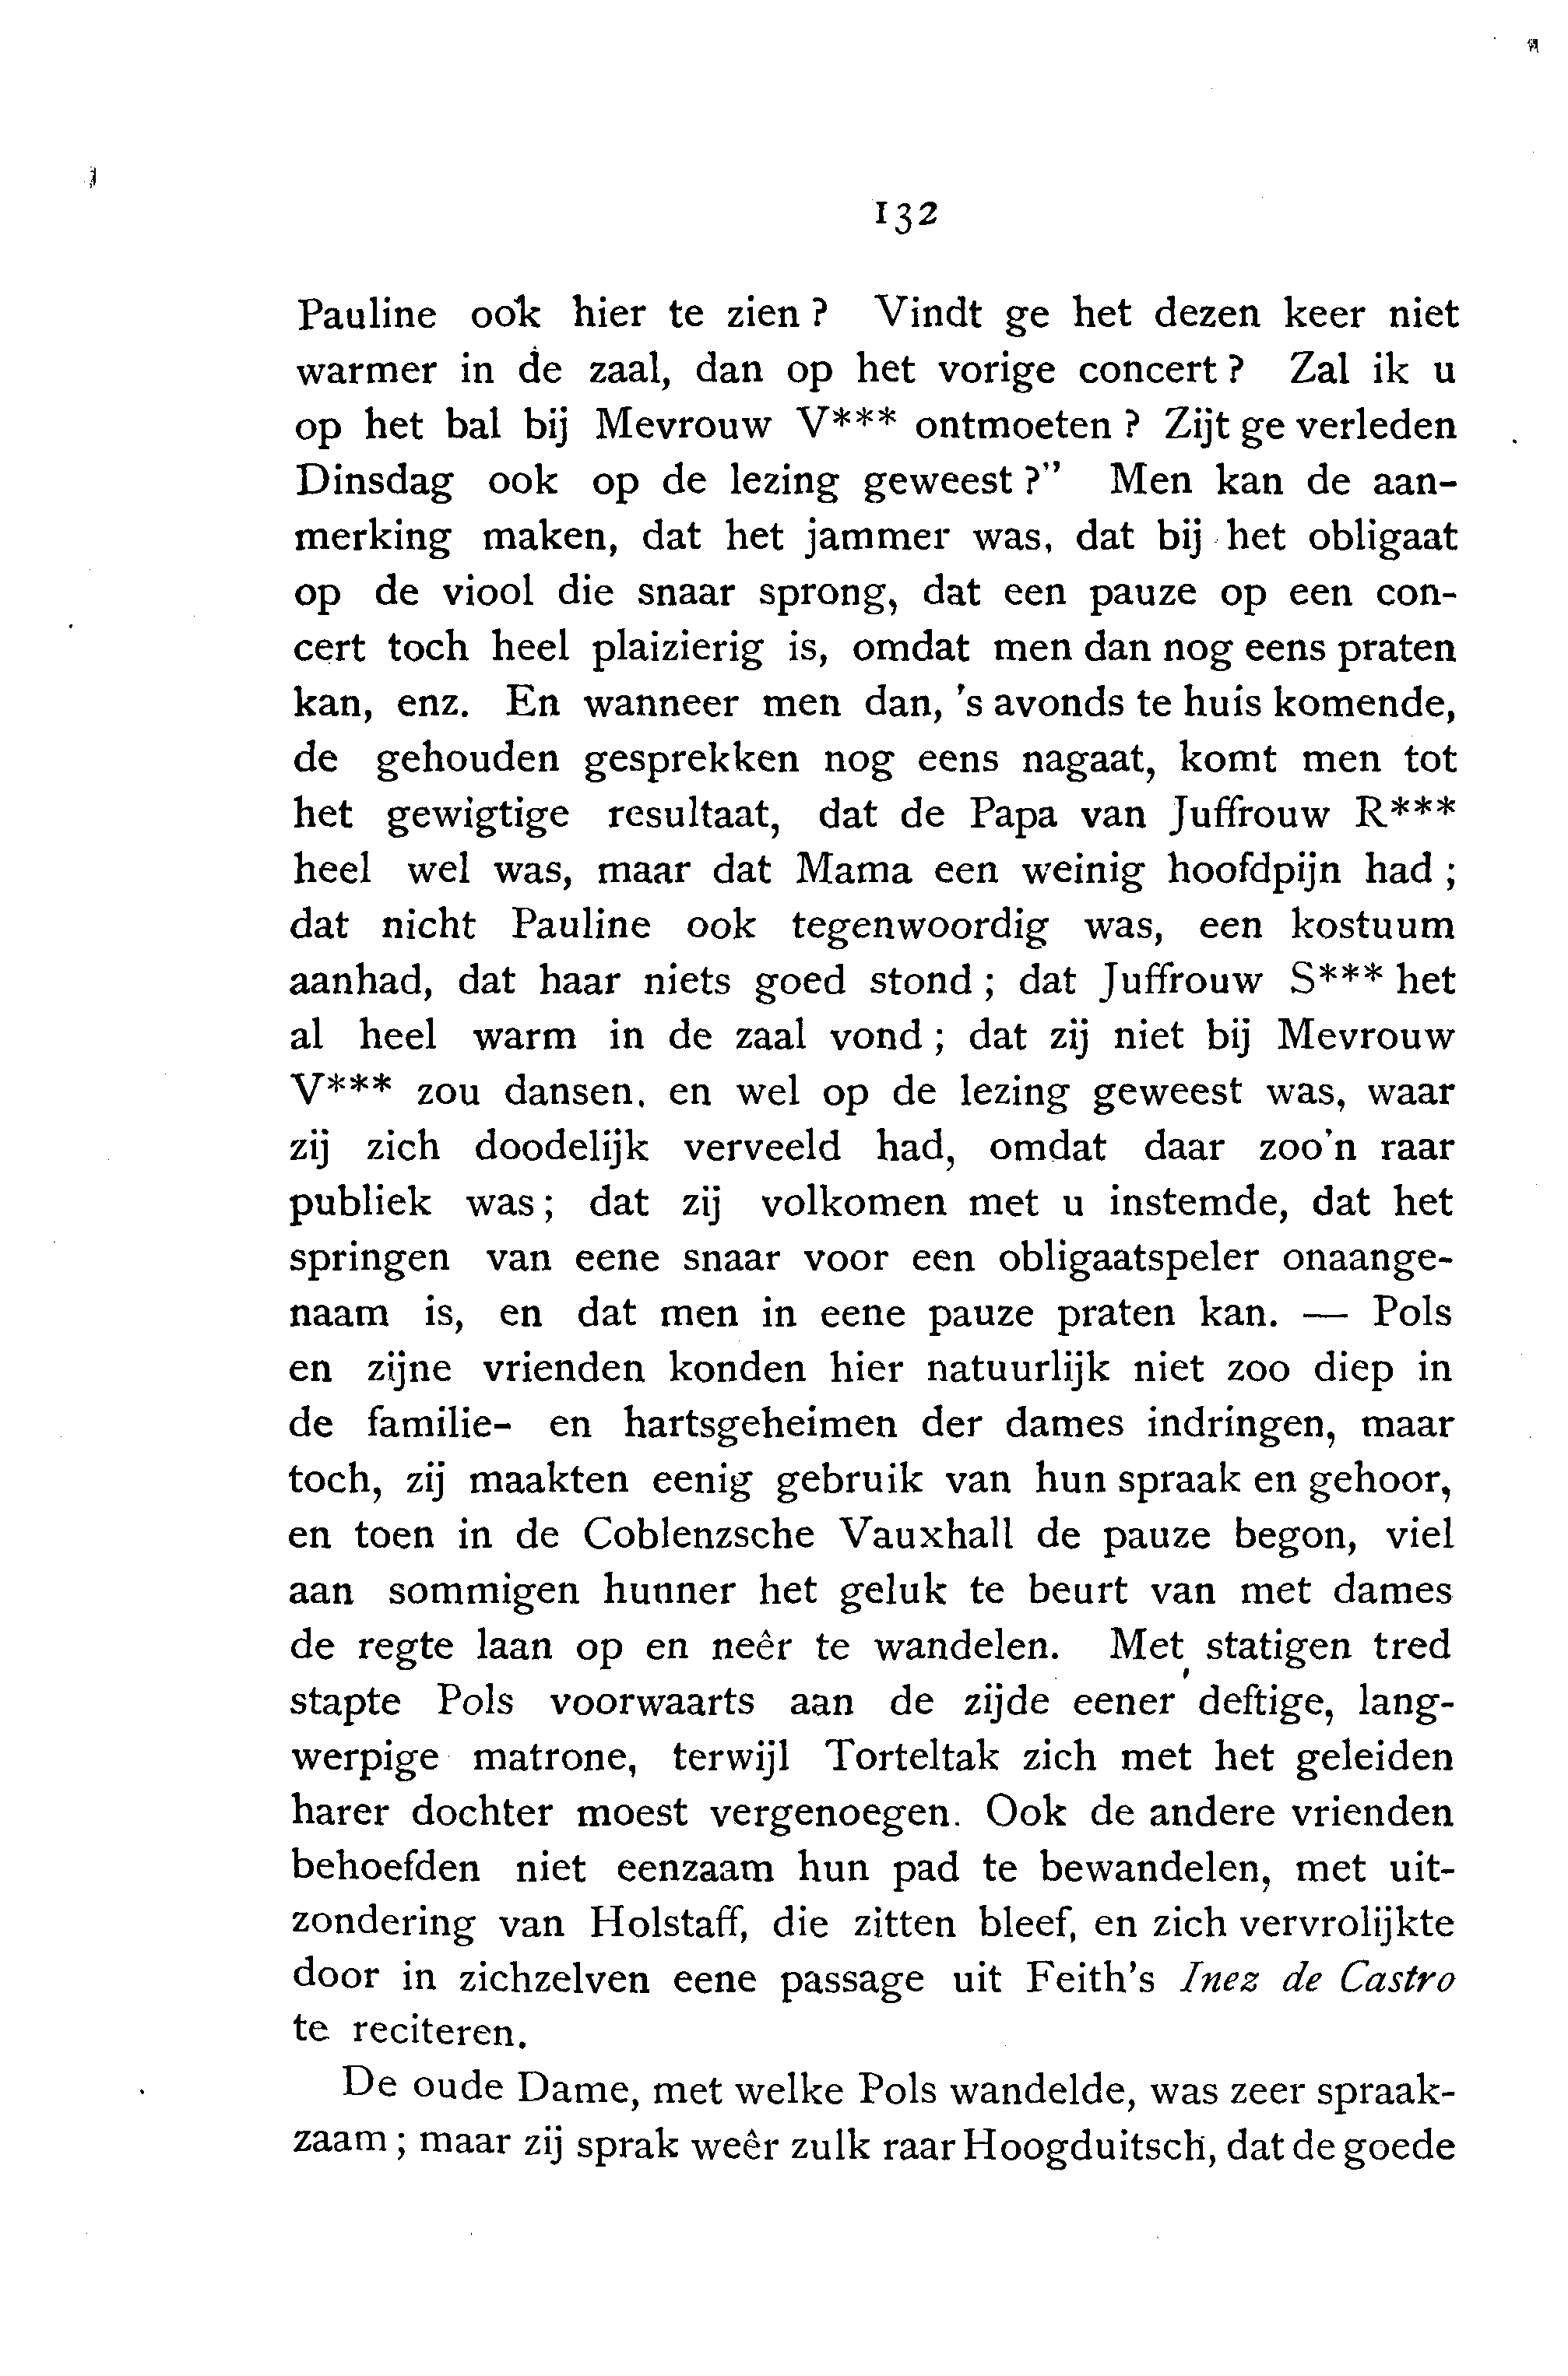 132
Pauline ook hier te zien? Vindt ge het dezen keer niet
warmer in de zaal, dan op het vorige concert? Zal ik u
op het bal bij Mevrouw V*** ontmoeten? Zijt ge verleden
Dinsdag ook op de lezing geweest?” Men kan de aan-
merking maken, dat het jammer was, dat bij het obligaat
op de viool die snaar sprong, dat een pauze op een con-
cert toch heel plaizierig is, omdat men dan nog eens praten
kan, enz. En wanneer men dan, 's avonds te huis komende,
de gehouden gesprekken nog eens nagaat, komt men tot
het gewigtige resultaat, dat de Papa van Juffrouw R***
heel wel was, maar dat Mama een weinig hoofdpijn had;
dat nicht Pauline ook tegenwoordig was, een kostuum
aanhad, dat haar niets goed stond; dat Juffrouw S*** het
al heel warm in de zaal vond; dat zij niet bij Mevrouw
V*** zou dansen, en wel op de lezing geweest was, waar
zij zich doodelijk verveeld had, omdat daar zoo'n raar
publiek was; dat zij volkomen met u instemde, dat het
springen van eene snaar voor een obligaatspeler onaange-
naam is, en dat men in eene pauze praten kan. — Pols
en zijne vrienden konden hier natuurlijk niet zoo diep in
de familie- en hartsgeheimen der dames indringen, maar
toch, zij maakten eenig gebruik van hun spraak en gehoor,
en toen in de Coblenzsche Vauxhall de pauze begon, viel
aan sommigen hunner het geluk te beurt van met dames
de regte laan op en neêr te wandelen. Met statigen tred
stapte Pols voorwaarts aan de zijde eener deftige, lang-
werpige matrone, terwijl Torteltak zich met het geleiden
harer dochter moest vergenoegen. Ook de andere vrienden
behoefden niet eenzaam hun pad te bewandelen, met uit-
zondering van Holstaff, die zitten bleef, en zich vervrolijkte
door in zichzelven eene passage uit Feith's Inez de Castro
te reciteren.
De oude Dame, met welke Pols wandelde, was zeer spraak-
zaam; maar zij sprak weêr zulk raar Hoogduitsch, dat de goede